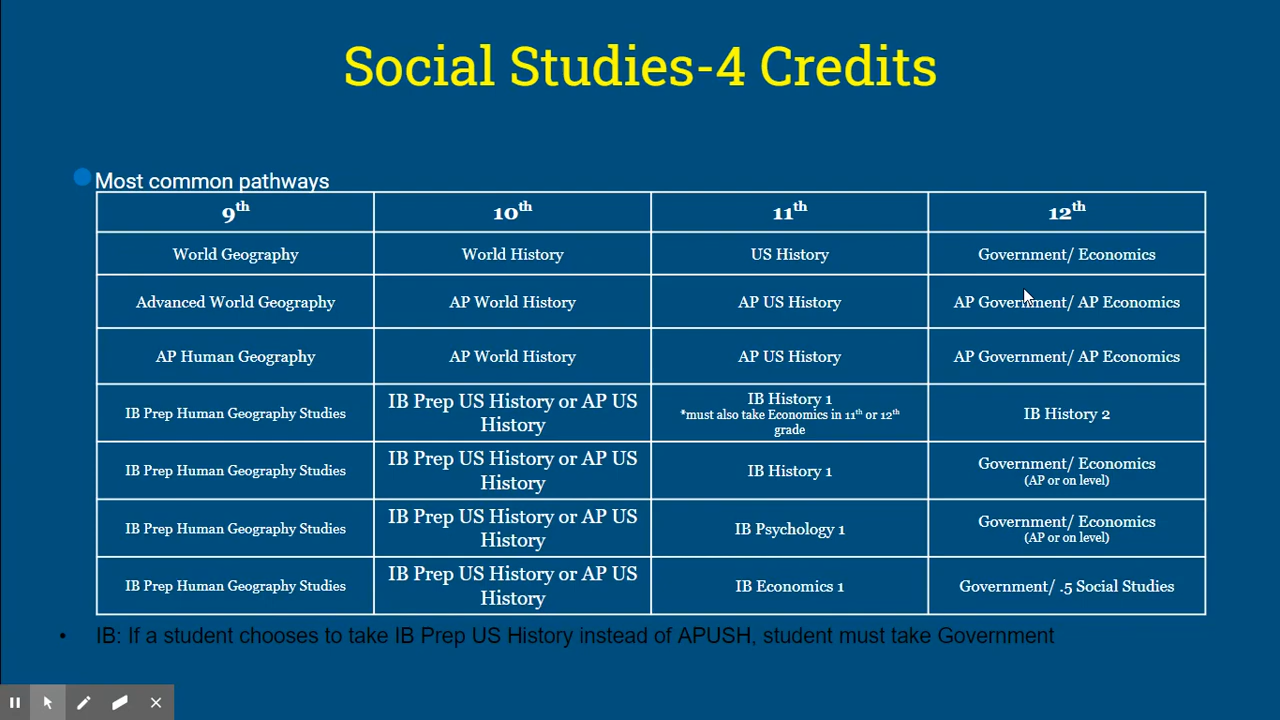 Social Studies-4 Credits
Most common pathways
9th
10th
11th
12th
World Geography
World History
US History
Government/ Economics
Advanced World Geography
AP World History
AP US History
AP Government/ AP Economics
AP Human Geography
AP World History
AP US History
AP Government/ AP Economics
IB Prep Human Geography Studies
IB Prep US History or AP US
History
IB History 1
*must also take Economics in 11th or 12th
grade
IB History 2
IB Prep Human Geography Studies
IB Prep US History or AP US
History
IB History 1
Government/ Economics
(AP or on level)
IB Prep Human Geography Studies
IB Prep US History or AP US
History
IB Psychology 1
Government/ Economics
(AP or on level)
IB Prep Human Geography Studies
IB Prep US History or AP US
History
IB Economics 1
Government/ .5 Social Studies
• IB: If a student chooses to take IB Prep US History instead of APUSH, student must take Government